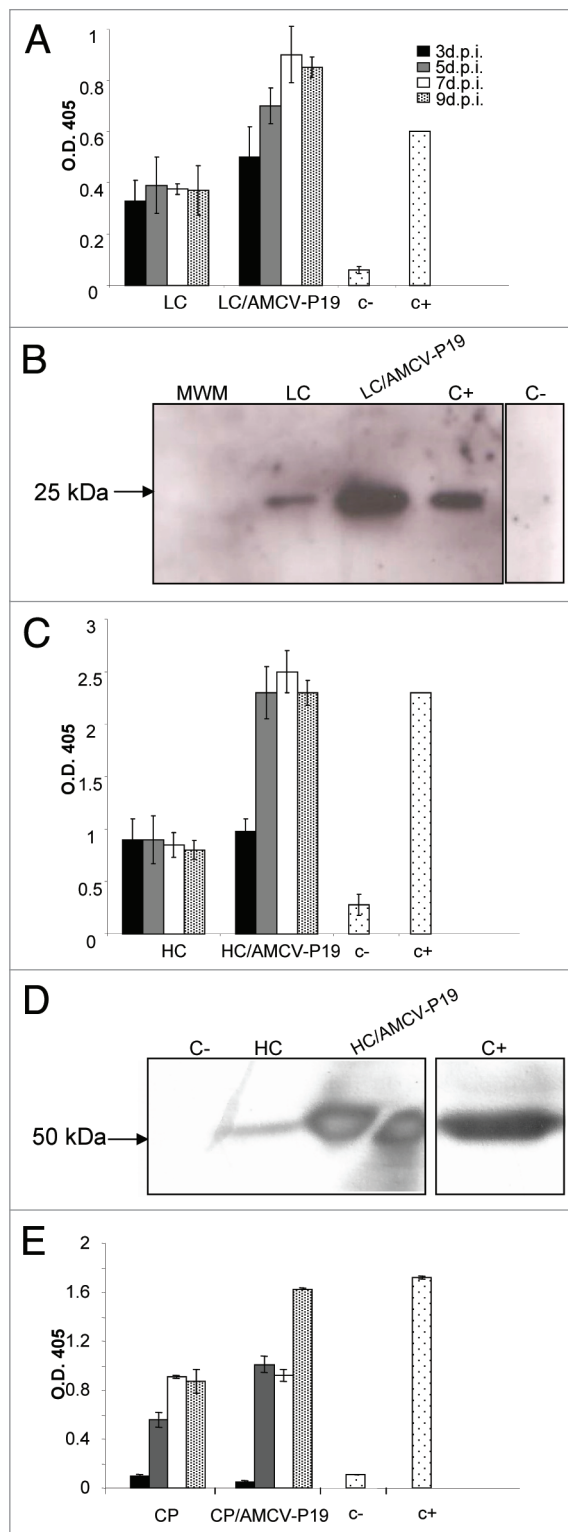 A
O.D. 405
1
0.8
0.6
0.4
0.2
0
3d.p.i.
5d.p.i.
7d.p.i.
9d.p.i.
LC LC/AMCV-P19 c- c+
B
MWM LC LC/AMCV-P19 C+ C-
25 kDa
C
O.D. 405
3
2.5
2
1.5
1
0.5
0
HC HC/AMCV-P19 c- c+
D
C- HC HC/AMCV-P19 C+
50 kDa
E
O.D. 405
2
1.6
1.2
0.8
0.4
0
CP CP/AMCV-P19 c- c+